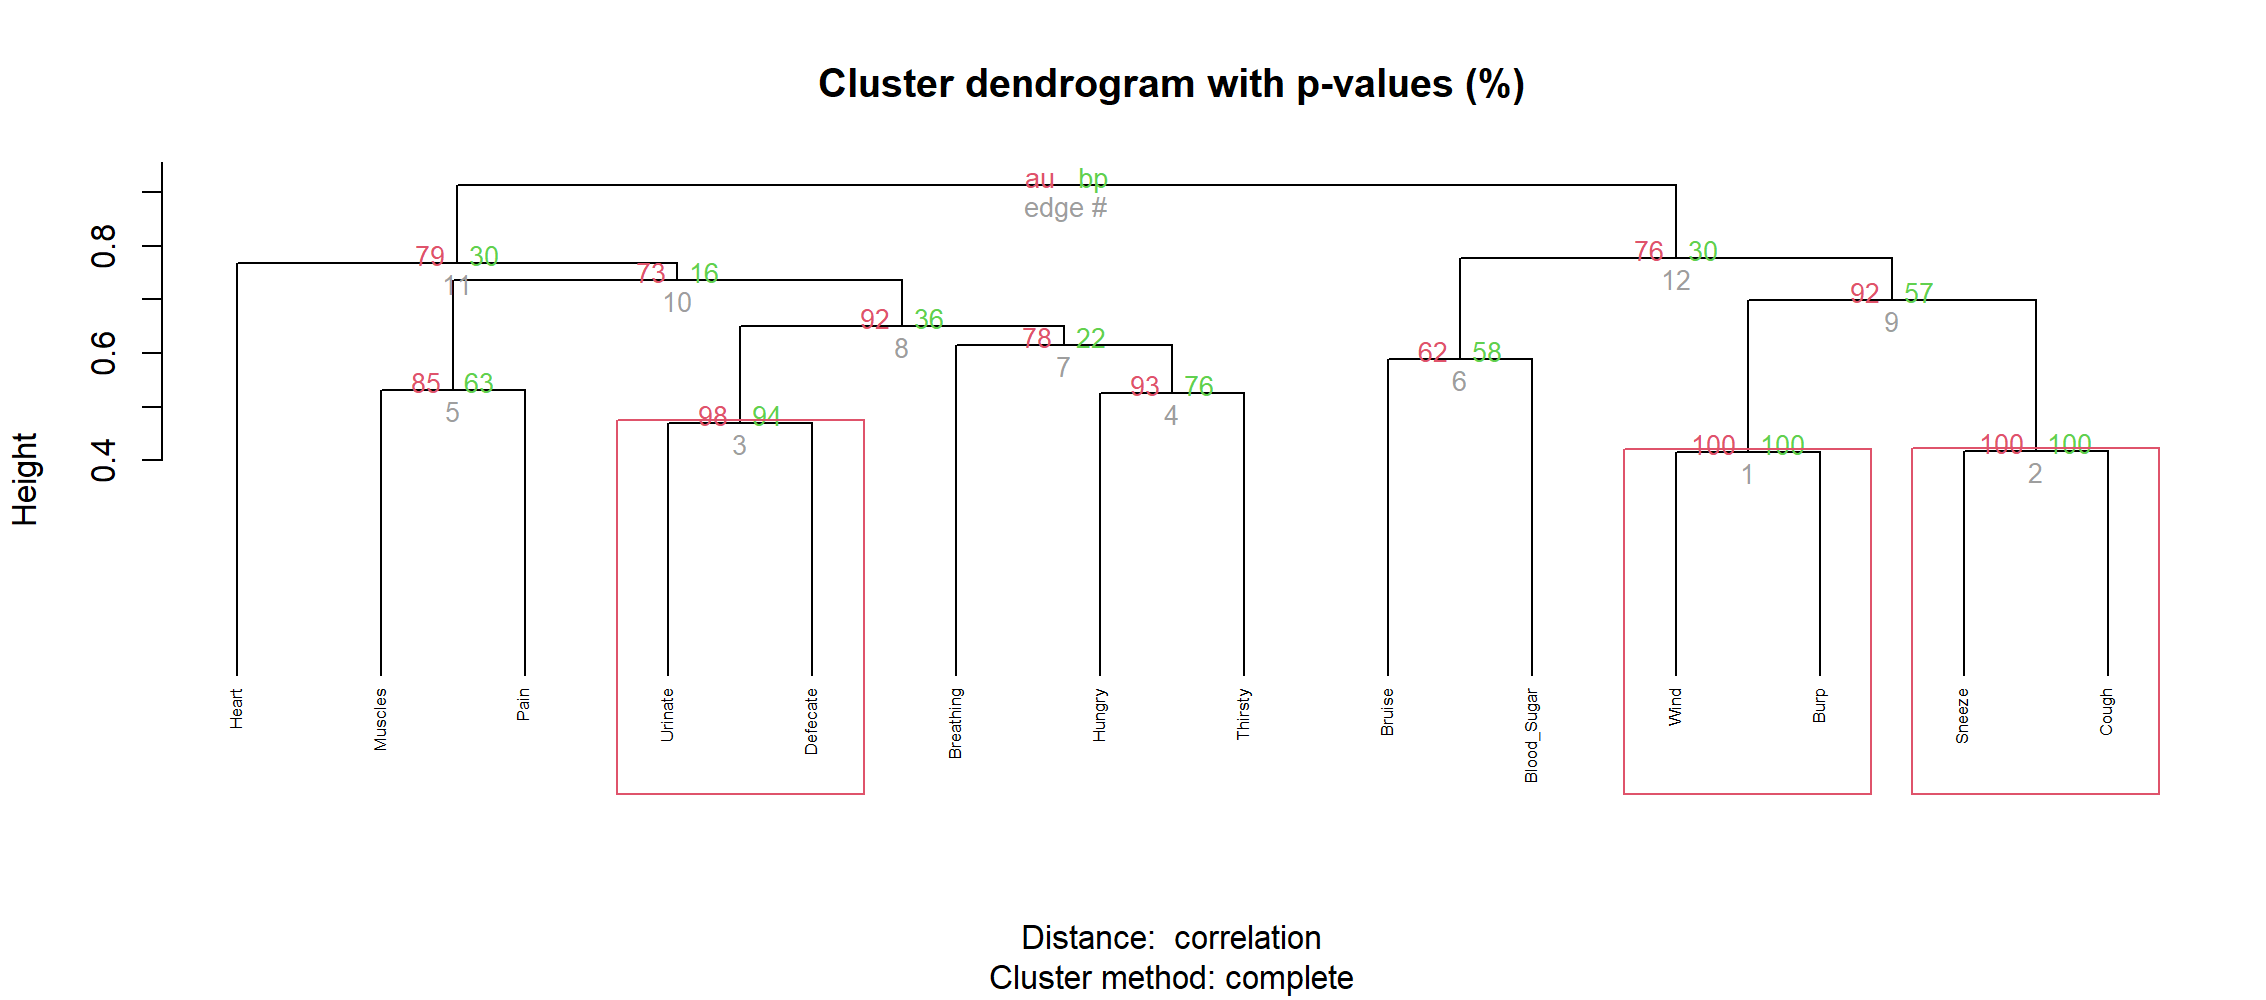 Cluster dendrogram with p-values (%)
Height
0.4
0.6
0.8
au bp
edge #
79 30
11
73 16
10
92 36
8
78 22
7
85 63
5
98 94
3
93 76
4
76 30
12
92 57
9
62 58
6
100 100
1
100 100
2
Heart
Muscles
Pain
Urinate
Defecate
Breathing
Hungry
Thirsty
Bruise
Blood_Sugar
Wind
Burp
Sneeze
Cough
Distance: correlation
Cluster method: complete